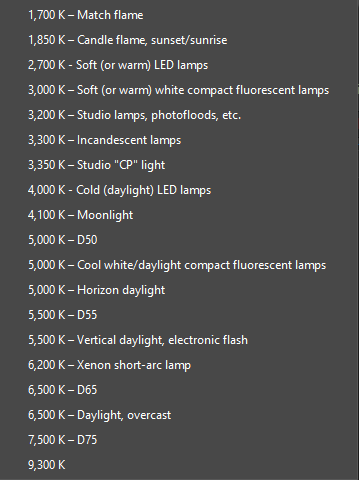 1,700 K – Match flame
1,850 K – Candle flame, sunset/sunrise
2,700 K - Soft (or warm) LED lamps
3,000 K – Soft (or warm) white compact fluorescent lamps
3,200 K – Studio lamps, photofloods, etc.
3,300 K – Incandescent lamps
3,350 K – Studio "CP" light
4,000 K - Cold (daylight) LED lamps
4,100 K – Moonlight
5,000 K – D50
5,000 K – Cool white/daylight compact fluorescent lamps
5,000 K – Horizon daylight
5,500 K – D55
5,500 K – Vertical daylight, electronic flash
6,200 K – Xenon short-arc lamp
6,500 K – D65
6,500 K – Daylight, overcast
7,500 K – D75
9,300 K